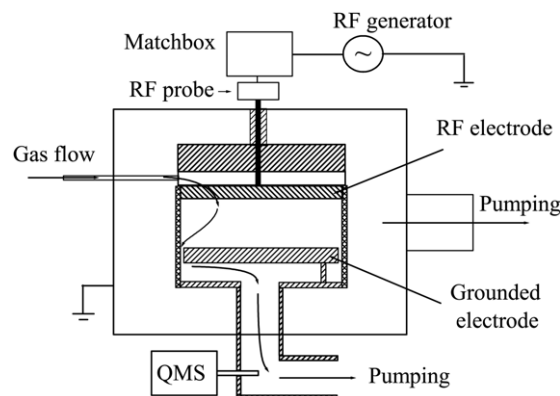 RF generator
Matchbox
~
RF probe
RF electrode
Gas flow
Pumping
Grounded
electrode
QMS
Pumping